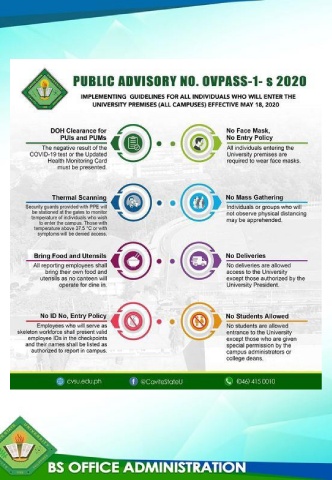 PUBLIC ADVISORY NO. OVPASS-1- s 2020
IMPLEMENTING GUIDELINES FOR ALL INDIVIDUALS WHO WILL ENTER THE
UNIVERSITY PREMISES (ALL CAMPUSES) EFFECTIVE MAY 18, 2020
DOH Clearance for
PUIs and PUMs
The negative result of the
COVID-19 test or the Updated
Health Monitoring Card
must be presented.
No Face Mask,
No Entry Policy
All individuals entering the
University premises are
required to wear face masks.
Thermal Scanning
Security guards provided with PPE will
be stationed at the gates to monitor
temperature of individuals who wish
to enter the campus. Those with
temperature above 37.5 °C or with
symptoms will be denied access.
No Mass Gathering
Individuals or groups who will
not observe physical distancing
may be apprehended.
Bring Food and Utensils
All reporting employees shall
bring their own food and
utensils as no canteen will
operate for dine in.
No Deliveries
No deliveries are allowed
access to the University
except those authorized by the
University President.
No ID No, Entry Policy
Employees who will serve as
skeleton workforce shall present valid
employee IDs in the checkpoints
and their names shall be listed as
authorized to report in campus.
No Students Allowed
No students are allowed
entrance to the University
except those who are given
special permission by the
campus administrators or
college deans.
cvsu.edu.ph
@CaviteStateU
(046) 415 0010
BS OFFICE ADMINISTRATION